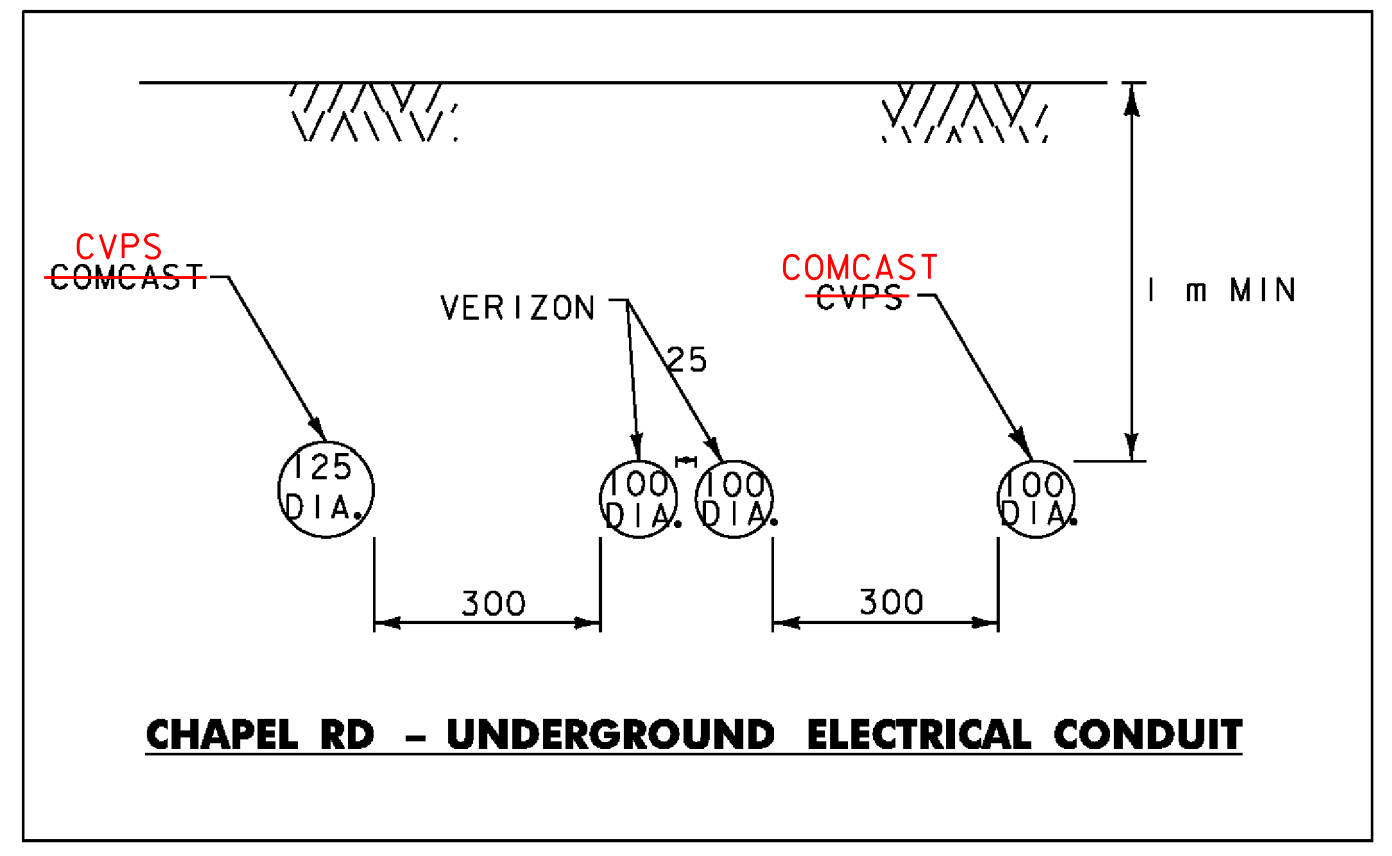 CVPS
COMCAST
COMCAST
CVPS
VERIZON
25
1 m MIN
125
DIA.
100
DIA.
100
DIA.
100
DIA.
300
300
CHAPEL RD – UNDERGROUND ELECTRICAL CONDUIT